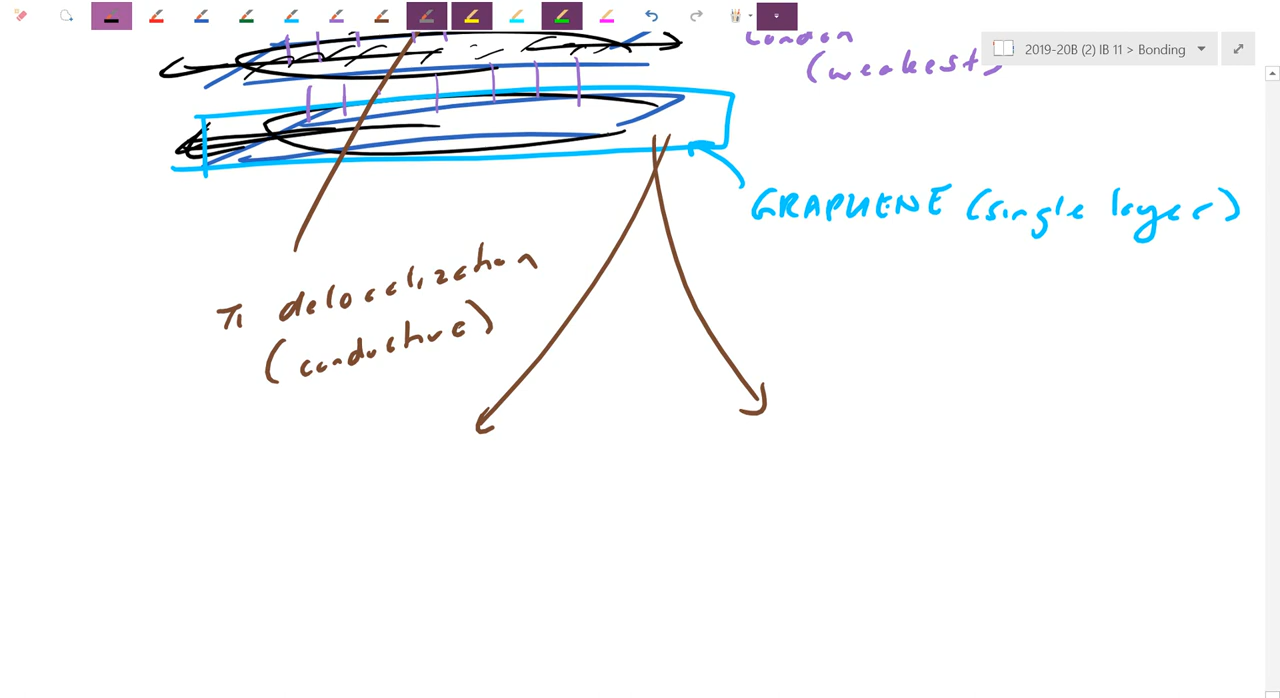 London
(weakest)
2019-20B (2) IB 11 > Bonding
GRAPHENE (single layer)
π delocalization
(conductive)